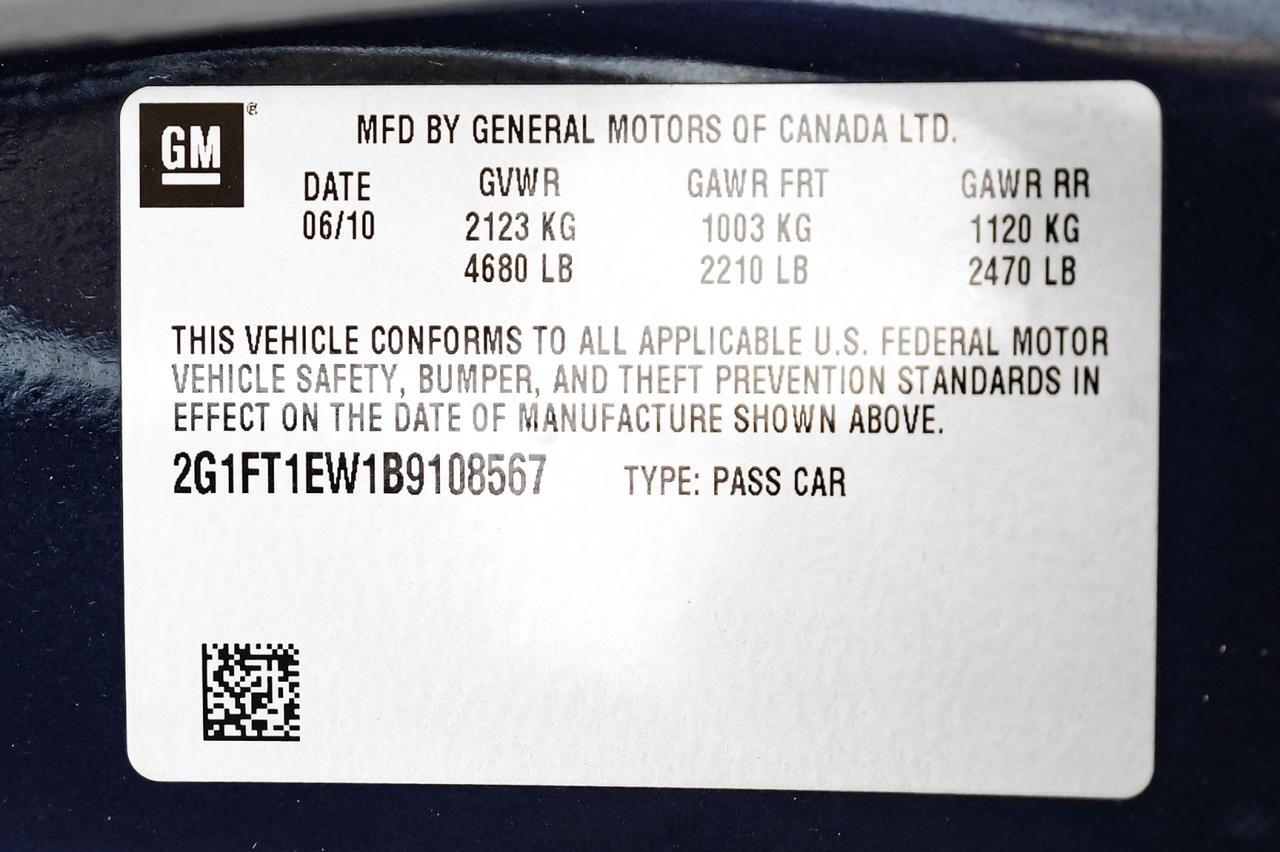 GM ®
MFD BY GENERAL MOTORS OF CANADA LTD.
DATE GVWR GAWR FRT GAWR RR
06/10 2123 KG 1003 KG 1120 KG
4680 LB 2210 LB 2470 LB
THIS VEHICLE CONFORMS TO ALL APPLICABLE U.S. FEDERAL MOTOR
VEHICLE SAFETY, BUMPER, AND THEFT PREVENTION STANDARDS IN
EFFECT ON THE DATE OF MANUFACTURE SHOWN ABOVE.
2G1FT1EW1B9108567 TYPE: PASS CAR